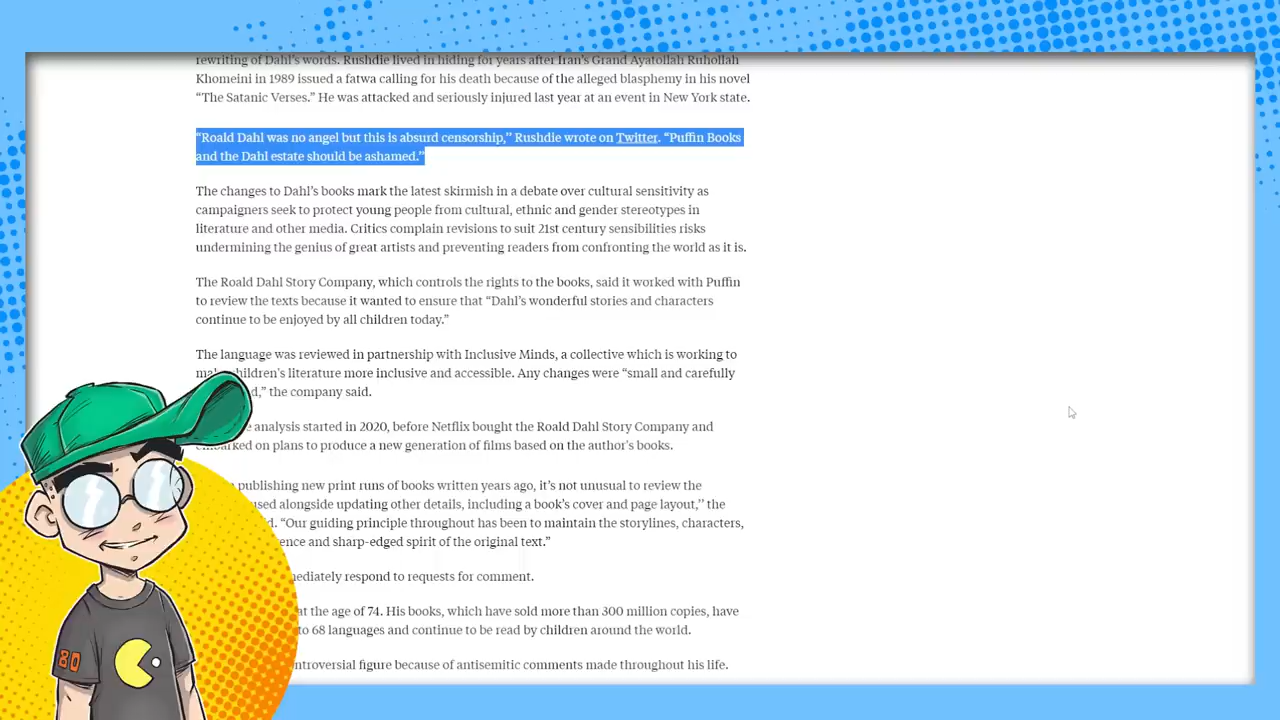 rewriting of Dahl's words. Rushdie lived in hiding for years after Iran's Grand Ayatollah Ruhollah
Khomeini in 1989 issued a fatwa calling for his death because of the alleged blasphemy in his novel
“The Satanic Verses.” He was attacked and seriously injured last year at an event in New York state.
“Roald Dahl was no angel but this is absurd censorship,’’ Rushdie wrote on Twitter. “Puffin Books
and the Dahl estate should be ashamed.”
The changes to Dahl’s books mark the latest skirmish in a debate over cultural sensitivity as
campaigners seek to protect young people from cultural, ethnic and gender stereotypes in
literature and other media. Critics complain revisions to suit 21st century sensibilities risks
undermining the genius of great artists and preventing readers from confronting the world as it is.
The Roald Dahl Story Company, which controls the rights to the books, said it worked with Puffin
to review the texts because it wanted to ensure that “Dahl’s wonderful stories and characters
continue to be enjoyed by all children today.”
The language was reviewed in partnership with Inclusive Minds, a collective which is working to
children’s literature more inclusive and accessible. Any changes were “small and carefully
the company said.
analysis started in 2020, before Netflix bought the Roald Dahl Story Company and
embarked on plans to produce a new generation of films based on the author’s books.
publishing new print runs of books written years ago, it’s not unusual to review the
used alongside updating other details, including a book’s cover and page layout,’’ the
“Our guiding principle throughout has been to maintain the storylines, characters,
and sharp-edged spirit of the original text.”
respond to requests for comment.
at the age of 74. His books, which have sold more than 300 million copies, have
to 68 languages and continue to be read by children around the world.
figure because of antisemitic comments made throughout his life.
80